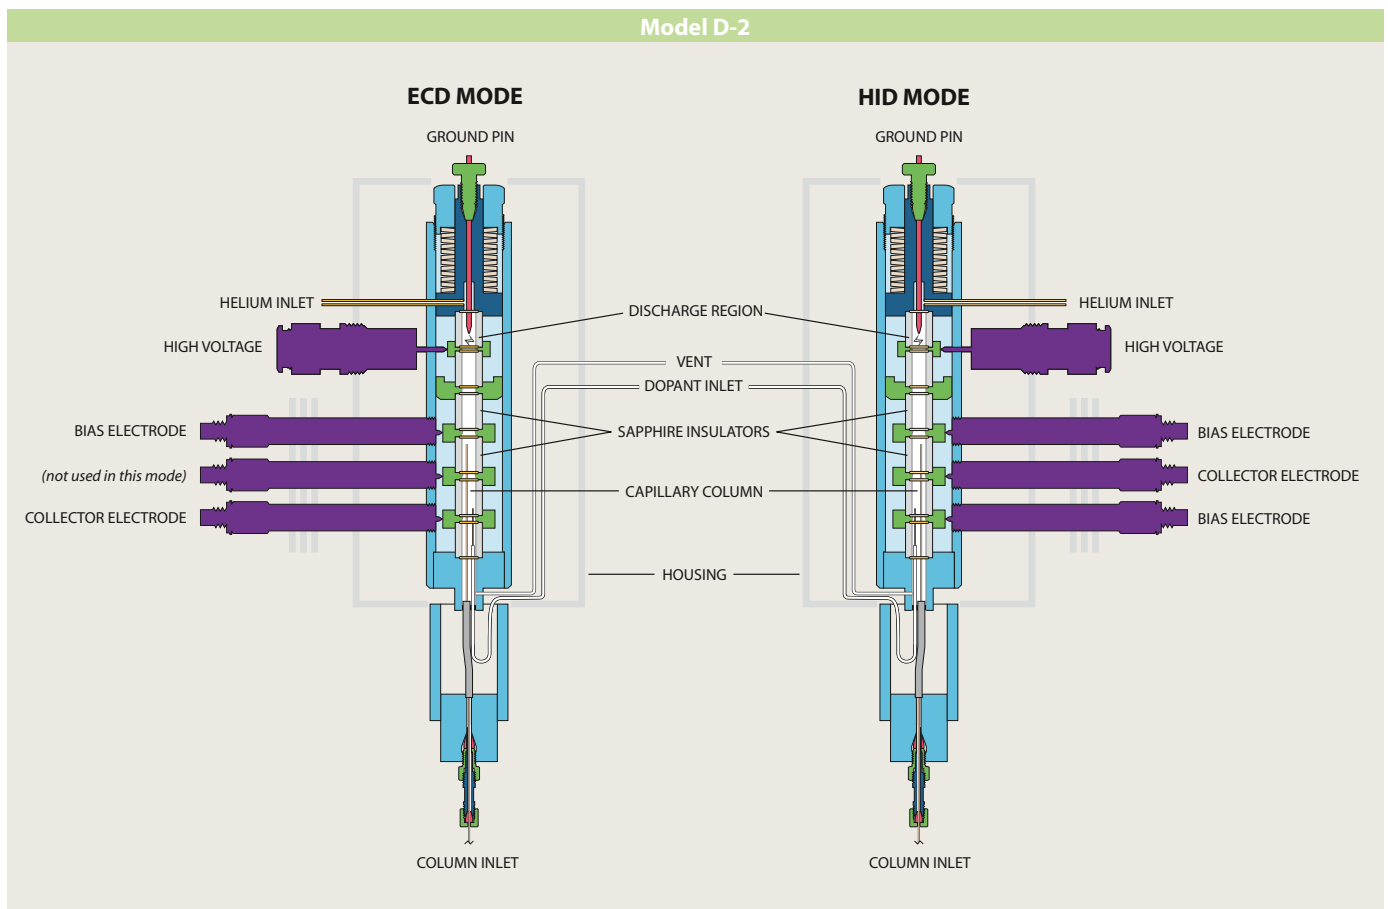 Model D-2
ECD MODE
HID MODE
GROUND PIN
GROUND PIN
HELIUM INLET
DISCHARGE REGION
HELIUM INLET
HIGH VOLTAGE
VENT
HIGH VOLTAGE
DOPANT INLET
BIAS ELECTRODE
SAPPHIRE INSULATORS
BIAS ELECTRODE
(not used in this mode)
CAPILLARY COLUMN
COLLECTOR ELECTRODE
COLLECTOR ELECTRODE
BIAS ELECTRODE
HOUSING
COLUMN INLET
COLUMN INLET